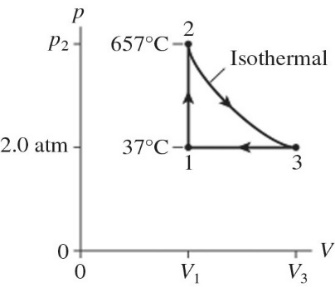 p
2
p₂
657°C
Isothermal
2.0 atm
37°C
1
3
0
V
0
V₁
V₃